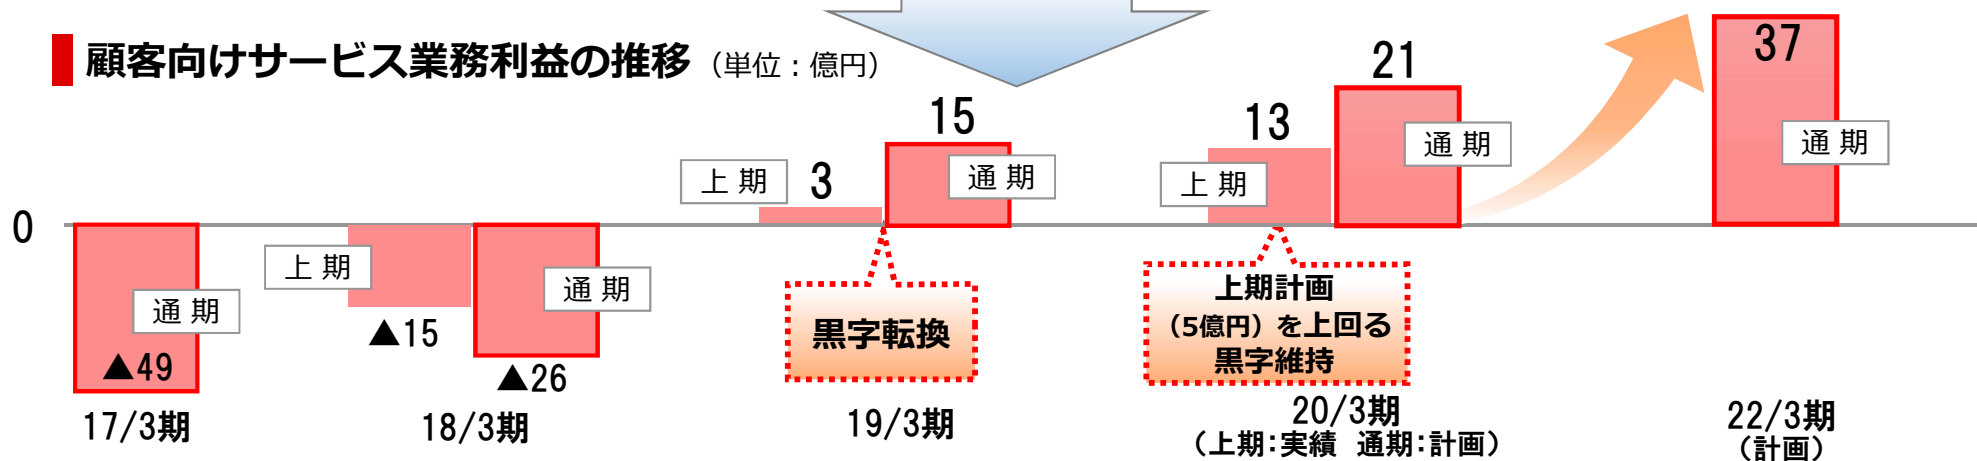 顧客向けサービス業務利益の推移（単位：億円）
0
通 期
▲49
17/3期
上 期
▲15
通 期
▲26
18/3期
上 期
3
15
通 期
黒字転換
19/3期
13
上 期
21
通 期
上期計画
（5億円）を上回る
黒字維持
20/3期
（上期:実績 通期:計画）
37
通 期
22/3期
（計画）